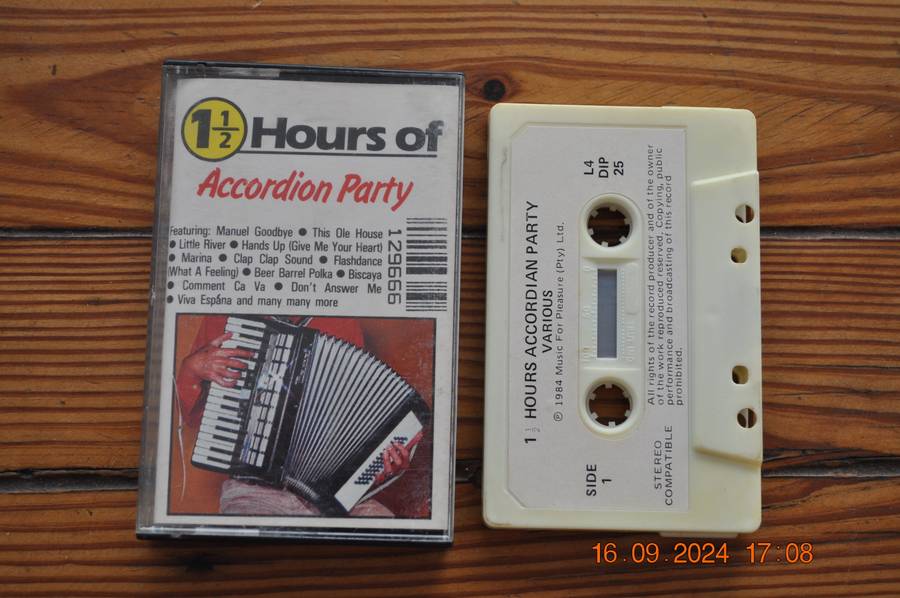 1 1/2 Hours of
Accordion Party
Featuring: Manuel Goodbye ● This Ole House
● Little River ● Hands Up (Give Me Your Heart)
● Marina ● Clap Clap Sound ● Flashdance
(What A Feeling) ● Beer Barrel Polka ● Biscaya
● Comment Ca Va ● Don't Answer Me
● Viva España and many many more
129666
1 1/2 HOURS ACCORDIAN PARTY
VARIOUS
℗ 1984 Music For Pleasure (Pty) Ltd.
L4
DIP
25
SIDE
1
All rights of the record producer and of the owner
of the work reproduced reserved. Copying, public
performance and broadcasting of this record
prohibited.
STEREO
COMPATIBLE
16.09.2024 17:08